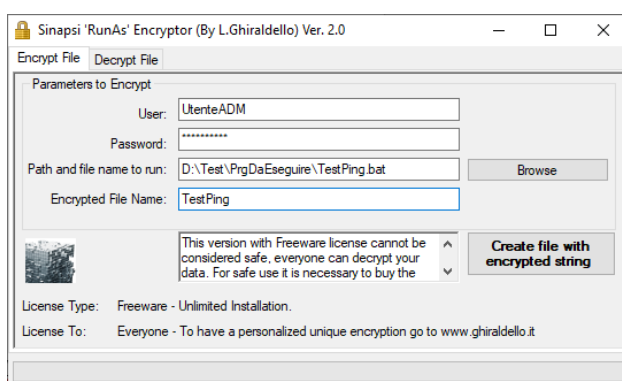 Sinapsi 'RunAs' Encryptor (By L.Ghiraldello) Ver. 2.0
Encrypt File Decrypt File
Parameters to Encrypt
User: UtenteADM
Password: **********
Path and file name to run: D:\Test\PrgDaEseguire\TestPing.bat Browse
Encrypted File Name: TestPing
This version with Freeware license cannot be
considered safe, everyone can decrypt your
data. For safe use it is necessary to buy the
Create file with
encrypted string
License Type: Freeware - Unlimited Installation.
License To: Everyone - To have a personalized unique encryption go to www.ghiraldello.it